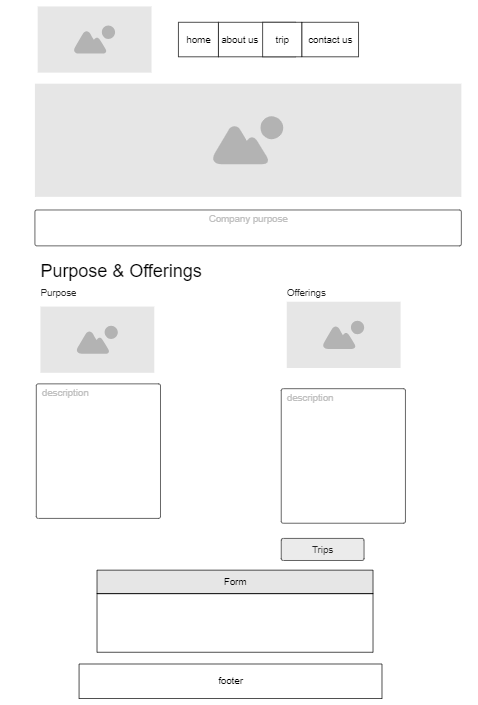 home about us trip contact us
Company purpose
Purpose & Offerings
Purpose
Offerings
description
description
Trips
Form
footer